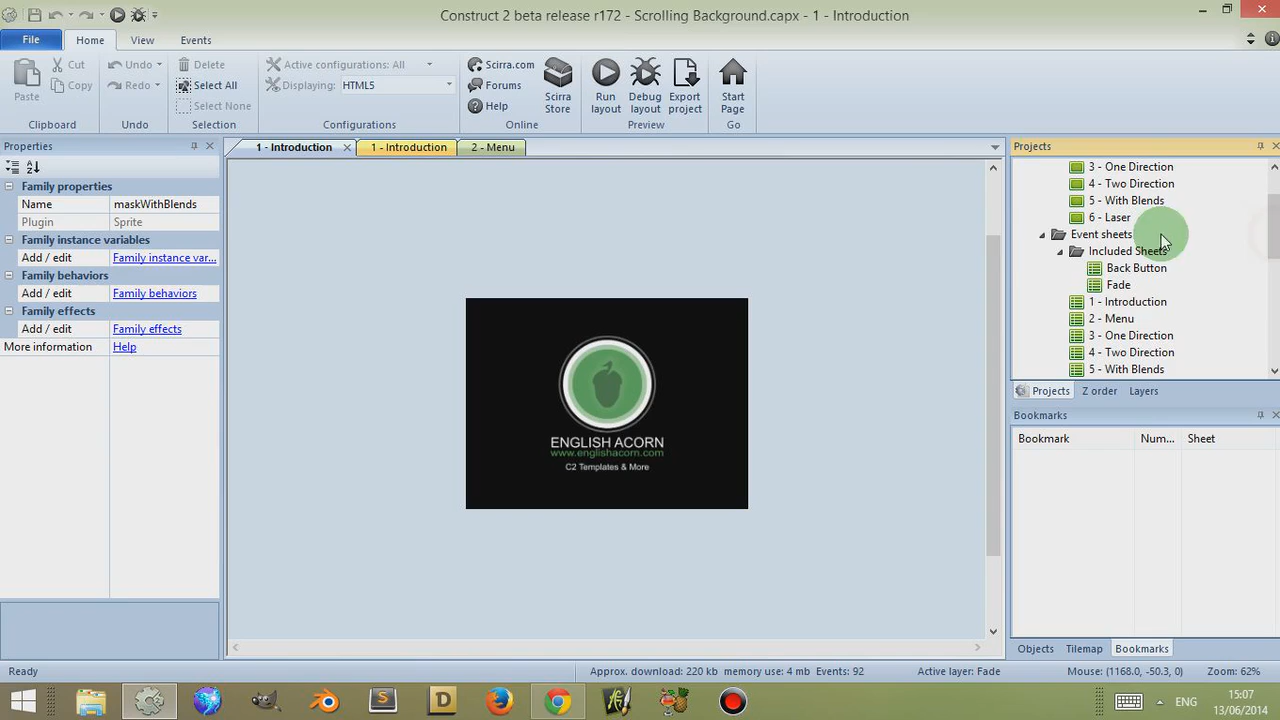 Construct 2 beta release r172 - Scrolling Background.capx - 1 - Introduction
File
Home
View
Events
Paste
Cut
Copy
Clipboard
Undo
Redo
Undo
Delete
Select All
Select None
Selection
Active configurations: All
Displaying: HTML5
Configurations
Scirra.com
Forums
Help
Scirra Store
Online
Run layout
Debug layout
Export project
Preview
Start Page
Go
Properties
Family properties
Name maskWithBlends
Plugin Sprite
Family instance variables
Add / edit Family instance var...
Family behaviors
Add / edit Family behaviors
Family effects
Add / edit Family effects
More information Help
1 - Introduction
1 - Introduction
2 - Menu
ENGLISH ACORN
www.englishacorn.com
C2 Templates & More
Projects
3 - One Direction
4 - Two Direction
5 - With Blends
6 - Laser
Event sheets
Included Sheets
Back Button
Fade
1 - Introduction
2 - Menu
3 - One Direction
4 - Two Direction
5 - With Blends
Projects
Z order
Layers
Bookmarks
Bookmark Num... Sheet
Objects
Tilemap
Bookmarks
Ready
Approx. download: 220 kb memory use: 4 mb Events: 92
Active layer: Fade
Mouse: (1168.0, -50.3, 0)
Zoom: 62%
ENG
15:07
13/06/2014